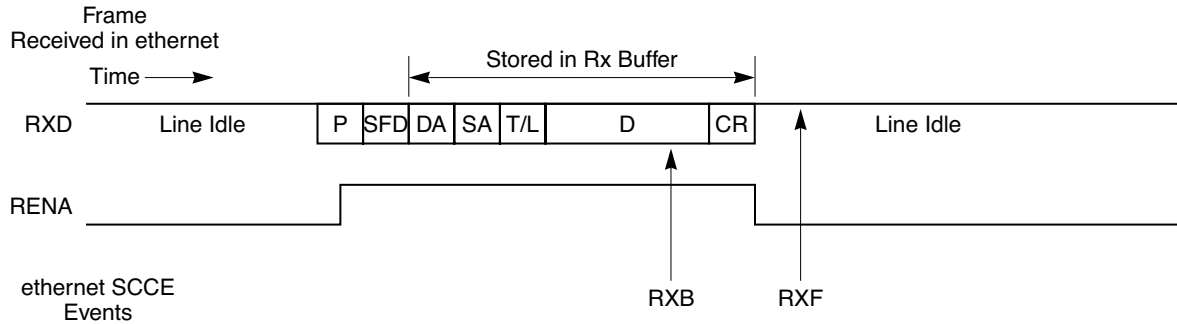 Frame
Received in ethernet
Stored in Rx Buffer
Time
RXD
Line Idle
P
SFD
DA
SA
T/L
D
CR
Line Idle
RENA
ethernet SCCE
Events
RXB
RXF